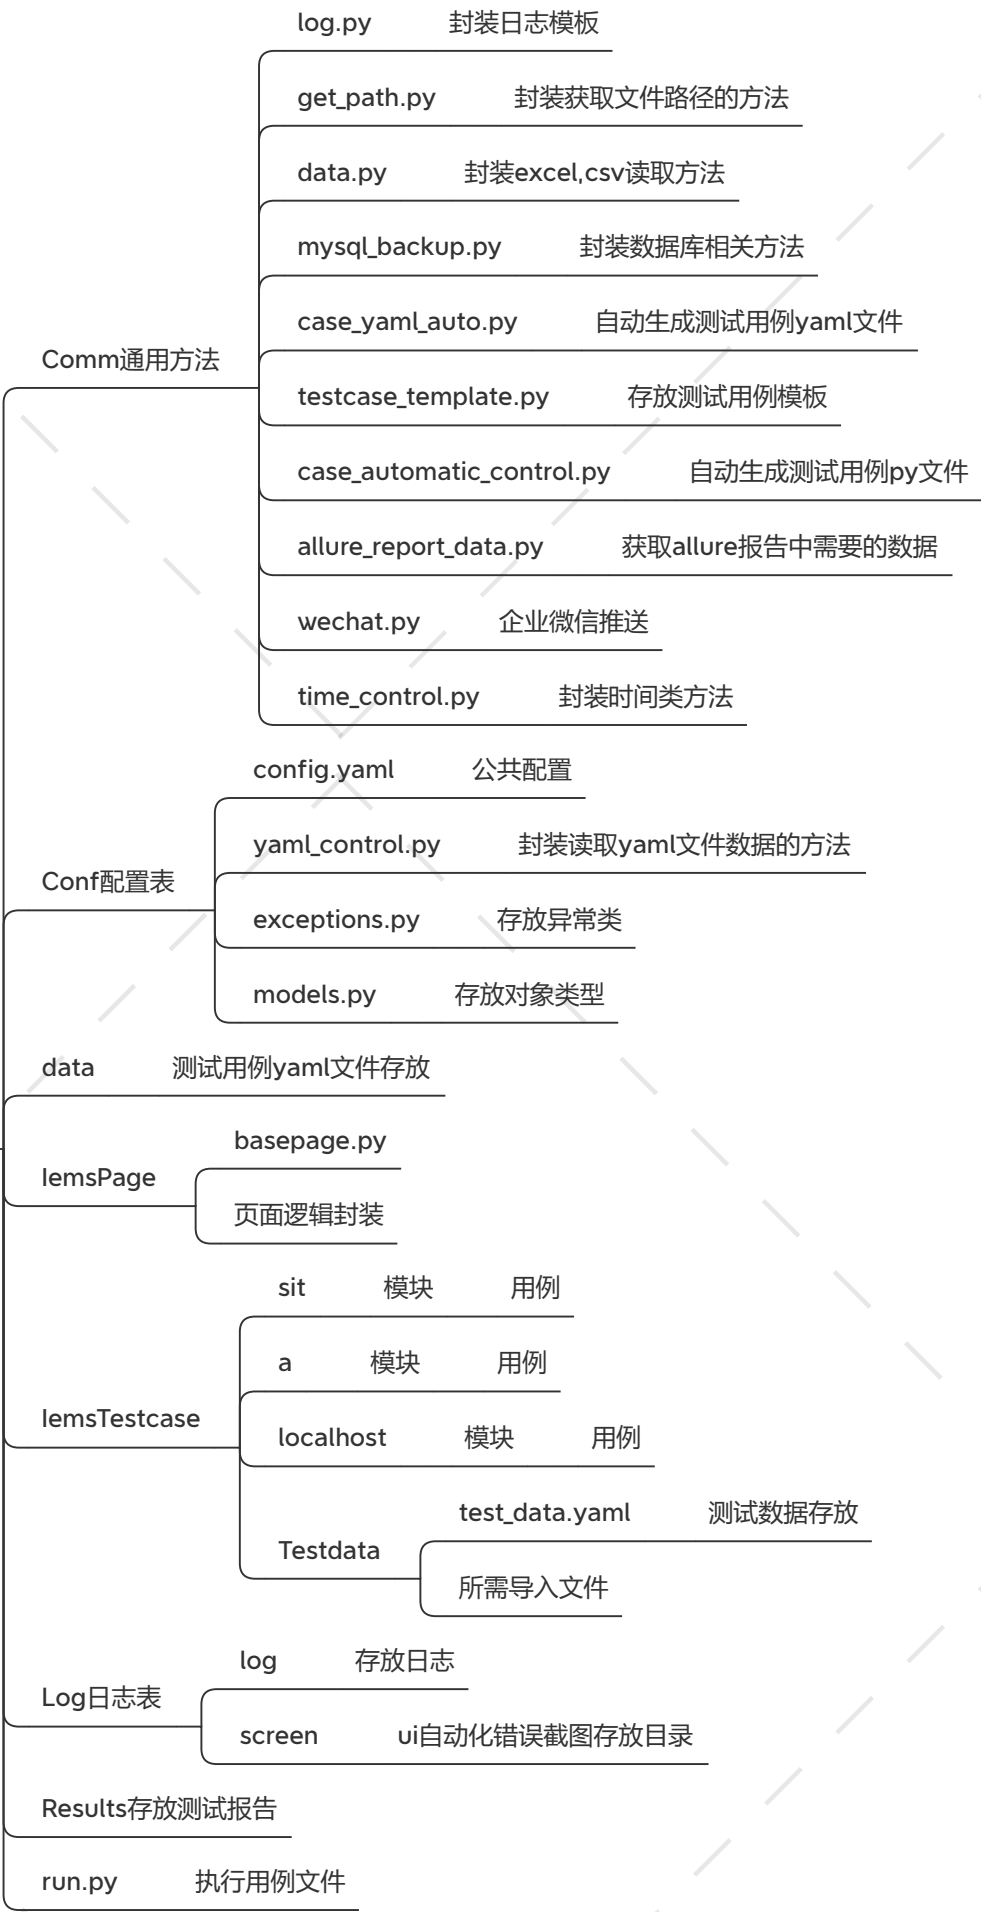 log.py 封装日志模板
get_path.py 封装获取文件路径的方法
data.py 封装excel,csv读取方法
mysql_backup.py 封装数据库相关方法
case_yaml_auto.py 自动生成测试用例yaml文件
Comm通用方法
testcase_template.py 存放测试用例模板
case_automatic_control.py 自动生成测试用例py文件
allure_report_data.py 获取allure报告中需要的数据
wechat.py 企业微信推送
time_control.py 封装时间类方法
config.yaml 公共配置
yaml_control.py 封装读取yaml文件数据的方法
Conf配置表
exceptions.py 存放异常类
models.py 存放对象类型
data 测试用例yaml文件存放
basepage.py
IemsPage
页面逻辑封装
sit 模块 用例
a 模块 用例
IemsTestcase
localhost 模块 用例
test_data.yaml 测试数据存放
Testdata
所需导入文件
log 存放日志
Log日志表
screen ui自动化错误截图存放目录
Results存放测试报告
run.py 执行用例文件